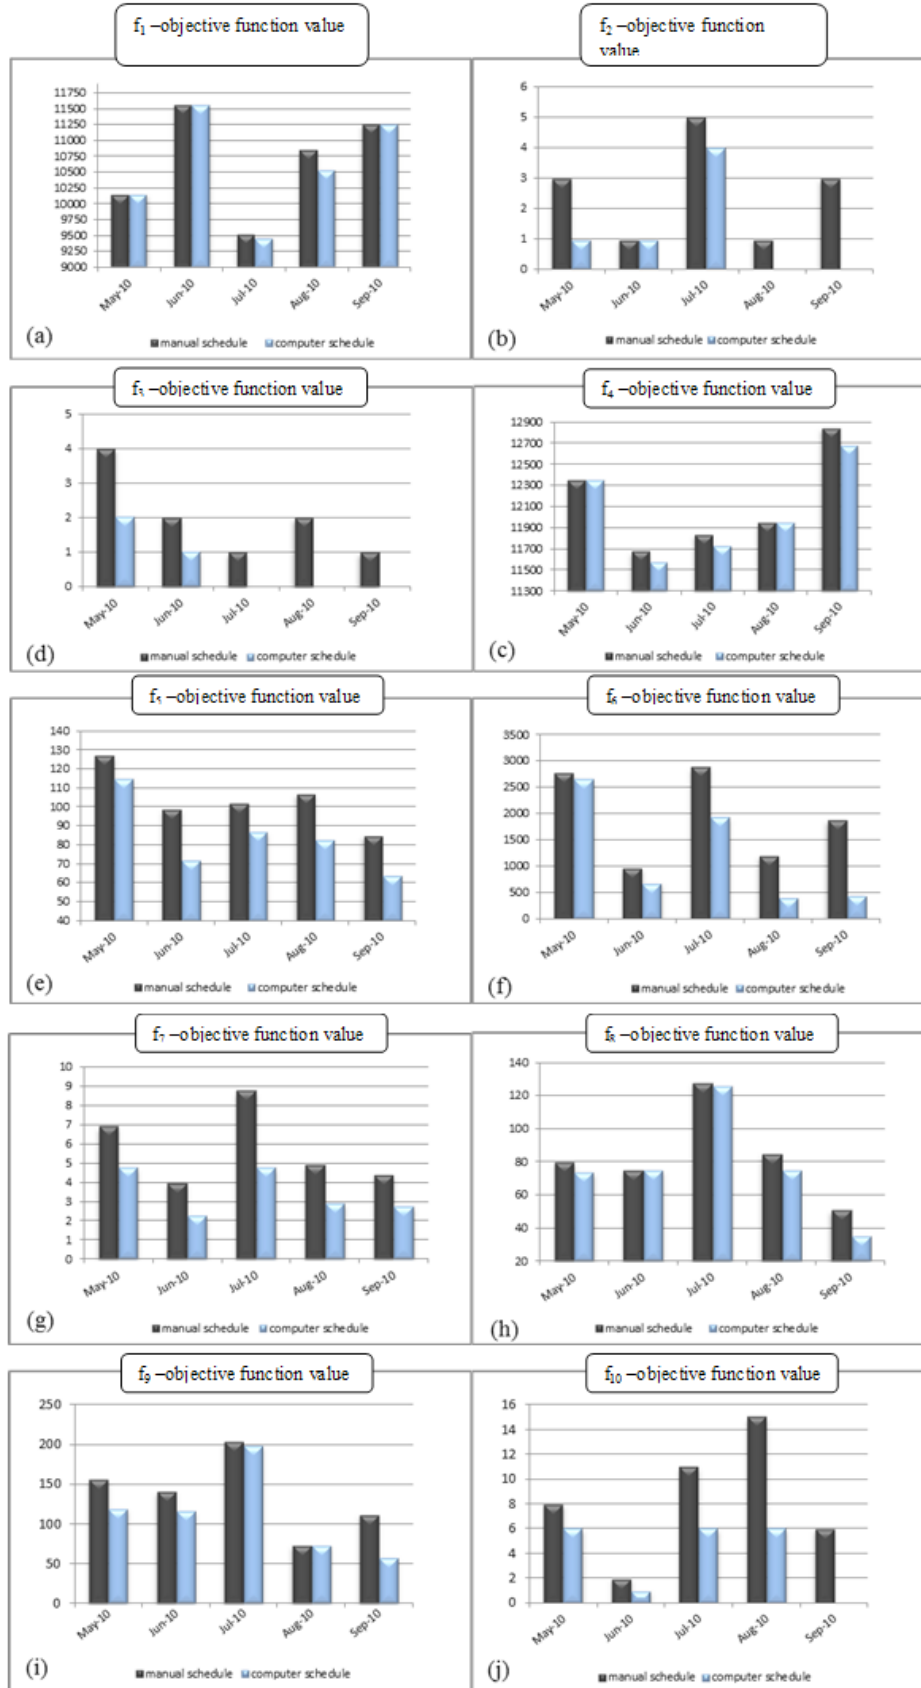 f1 –objective function value
11750
11500
11250
11000
10750
10500
10250
10000
9750
9500
9250
9000
May-10 Jun-10 Jul-10 Aug-10 Sep-10
(a)
manual schedule computer schedule
f2 –objective function
value
6
5
4
3
2
1
0
May-10 Jun-10 Jul-10 Aug-10 Sep-10
(b)
manual schedule computer schedule
f3 –objective function value
5
4
3
2
1
0
May-10 Jun-10 Jul-10 Aug-10 Sep-10
(d)
manual schedule computer schedule
f4 –objective function value
12900
12700
12500
12300
12100
11900
11700
11500
11300
May-10 Jun-10 Jul-10 Aug-10 Sep-10
(c)
manual schedule computer schedule
f5 –objective function value
140
130
120
110
100
90
80
70
60
50
40
May-10 Jun-10 Jul-10 Aug-10 Sep-10
(e)
manual schedule computer schedule
f6 –objective function value
3500
3000
2500
2000
1500
1000
500
0
May-10 Jun-10 Jul-10 Aug-10 Sep-10
(f)
manual schedule computer schedule
f7 –objective function value
10
9
8
7
6
5
4
3
2
1
0
May-10 Jun-10 Jul-10 Aug-10 Sep-10
(g)
manual schedule computer schedule
f8 –objective function value
140
120
100
80
60
40
20
May-10 Jun-10 Jul-10 Aug-10 Sep-10
(h)
manual schedule computer schedule
f9 –objective function value
250
200
150
100
50
0
May-10 Jun-10 Jul-10 Aug-10 Sep-10
(i)
manual schedule computer schedule
f10 –objective function value
16
14
12
10
8
6
4
2
0
May-10 Jun-10 Jul-10 Aug-10 Sep-10
(j)
manual schedule computer schedule